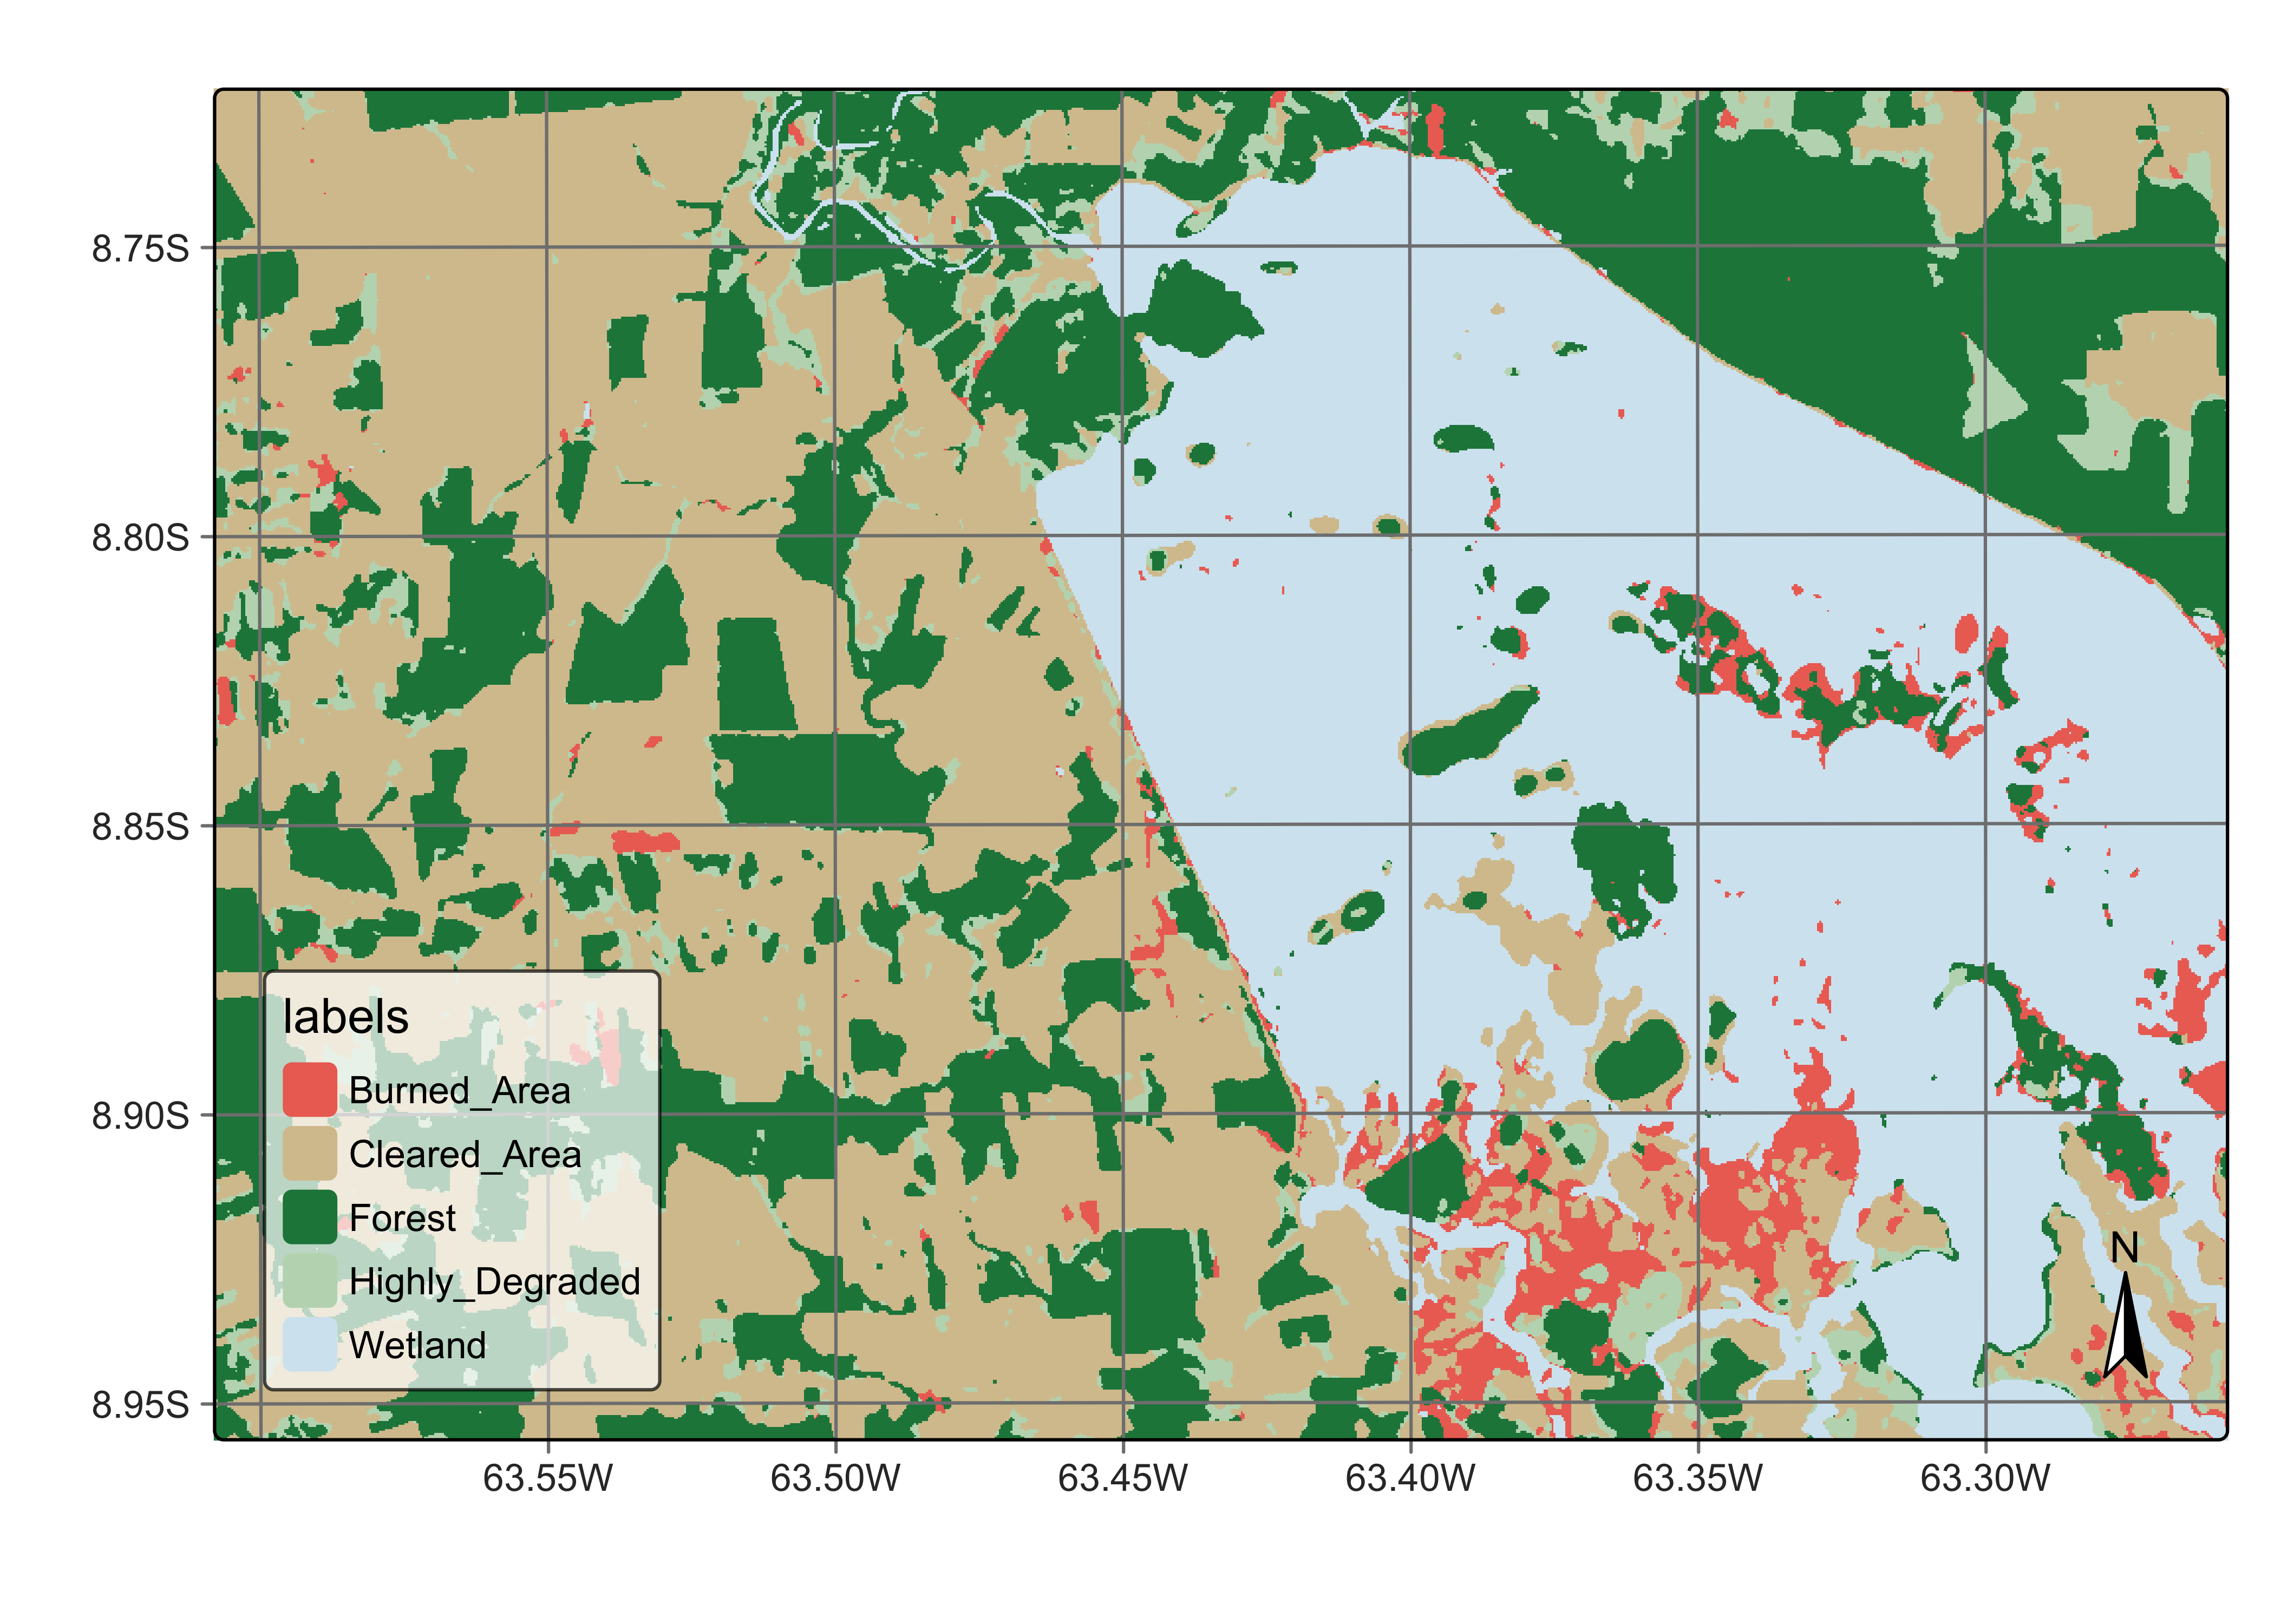 8.75S
8.80S
8.85S
8.90S
8.95S
labels
Burned_Area
Cleared_Area
Forest
Highly_Degraded
Wetland
N
63.55W
63.50W
63.45W
63.40W
63.35W
63.30W